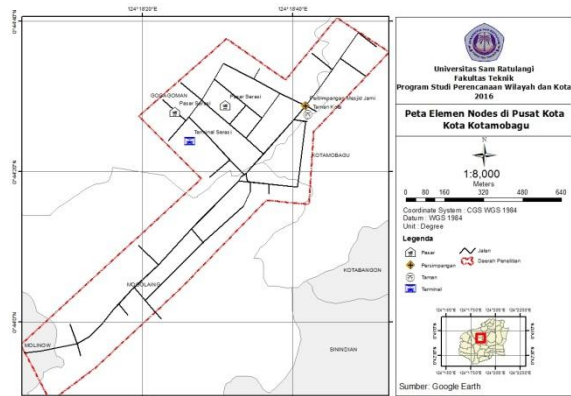 124°18'20"E
124°18'40"E
GOGAGOMAN
Pasar Serasi
Pasar Serasi
Terminal Serasi
Persimpangan Masjid Jami
Taman Kota
KOTAMOBAGU
KOTABANGON
MOGOLAING
MOLINOW
SININDIAN
Universitas Sam Ratulangi
Fakultas Teknik
Program Studi Perencanaan Wilayah dan Kota
2016
Peta Elemen Nodes di Pusat Kota
Kota Kotamobagu
N
1:8,000
Meters
0 80 160 320 480 640
Coordinate System : CGS WGS 1984
Datum : WGS 1984
Unit : Degree
Legenda
Pasar
Jalan
Persimpangan
Daerah Penelitian
Taman
Terminal
Sumber: Google Earth